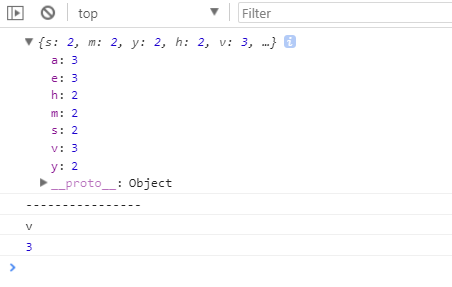 top
Filter
{s: 2, m: 2, y: 2, h: 2, v: 3, …} i
a: 3
e: 3
h: 2
m: 2
s: 2
v: 3
y: 2
__proto__: Object
----------------
v
3